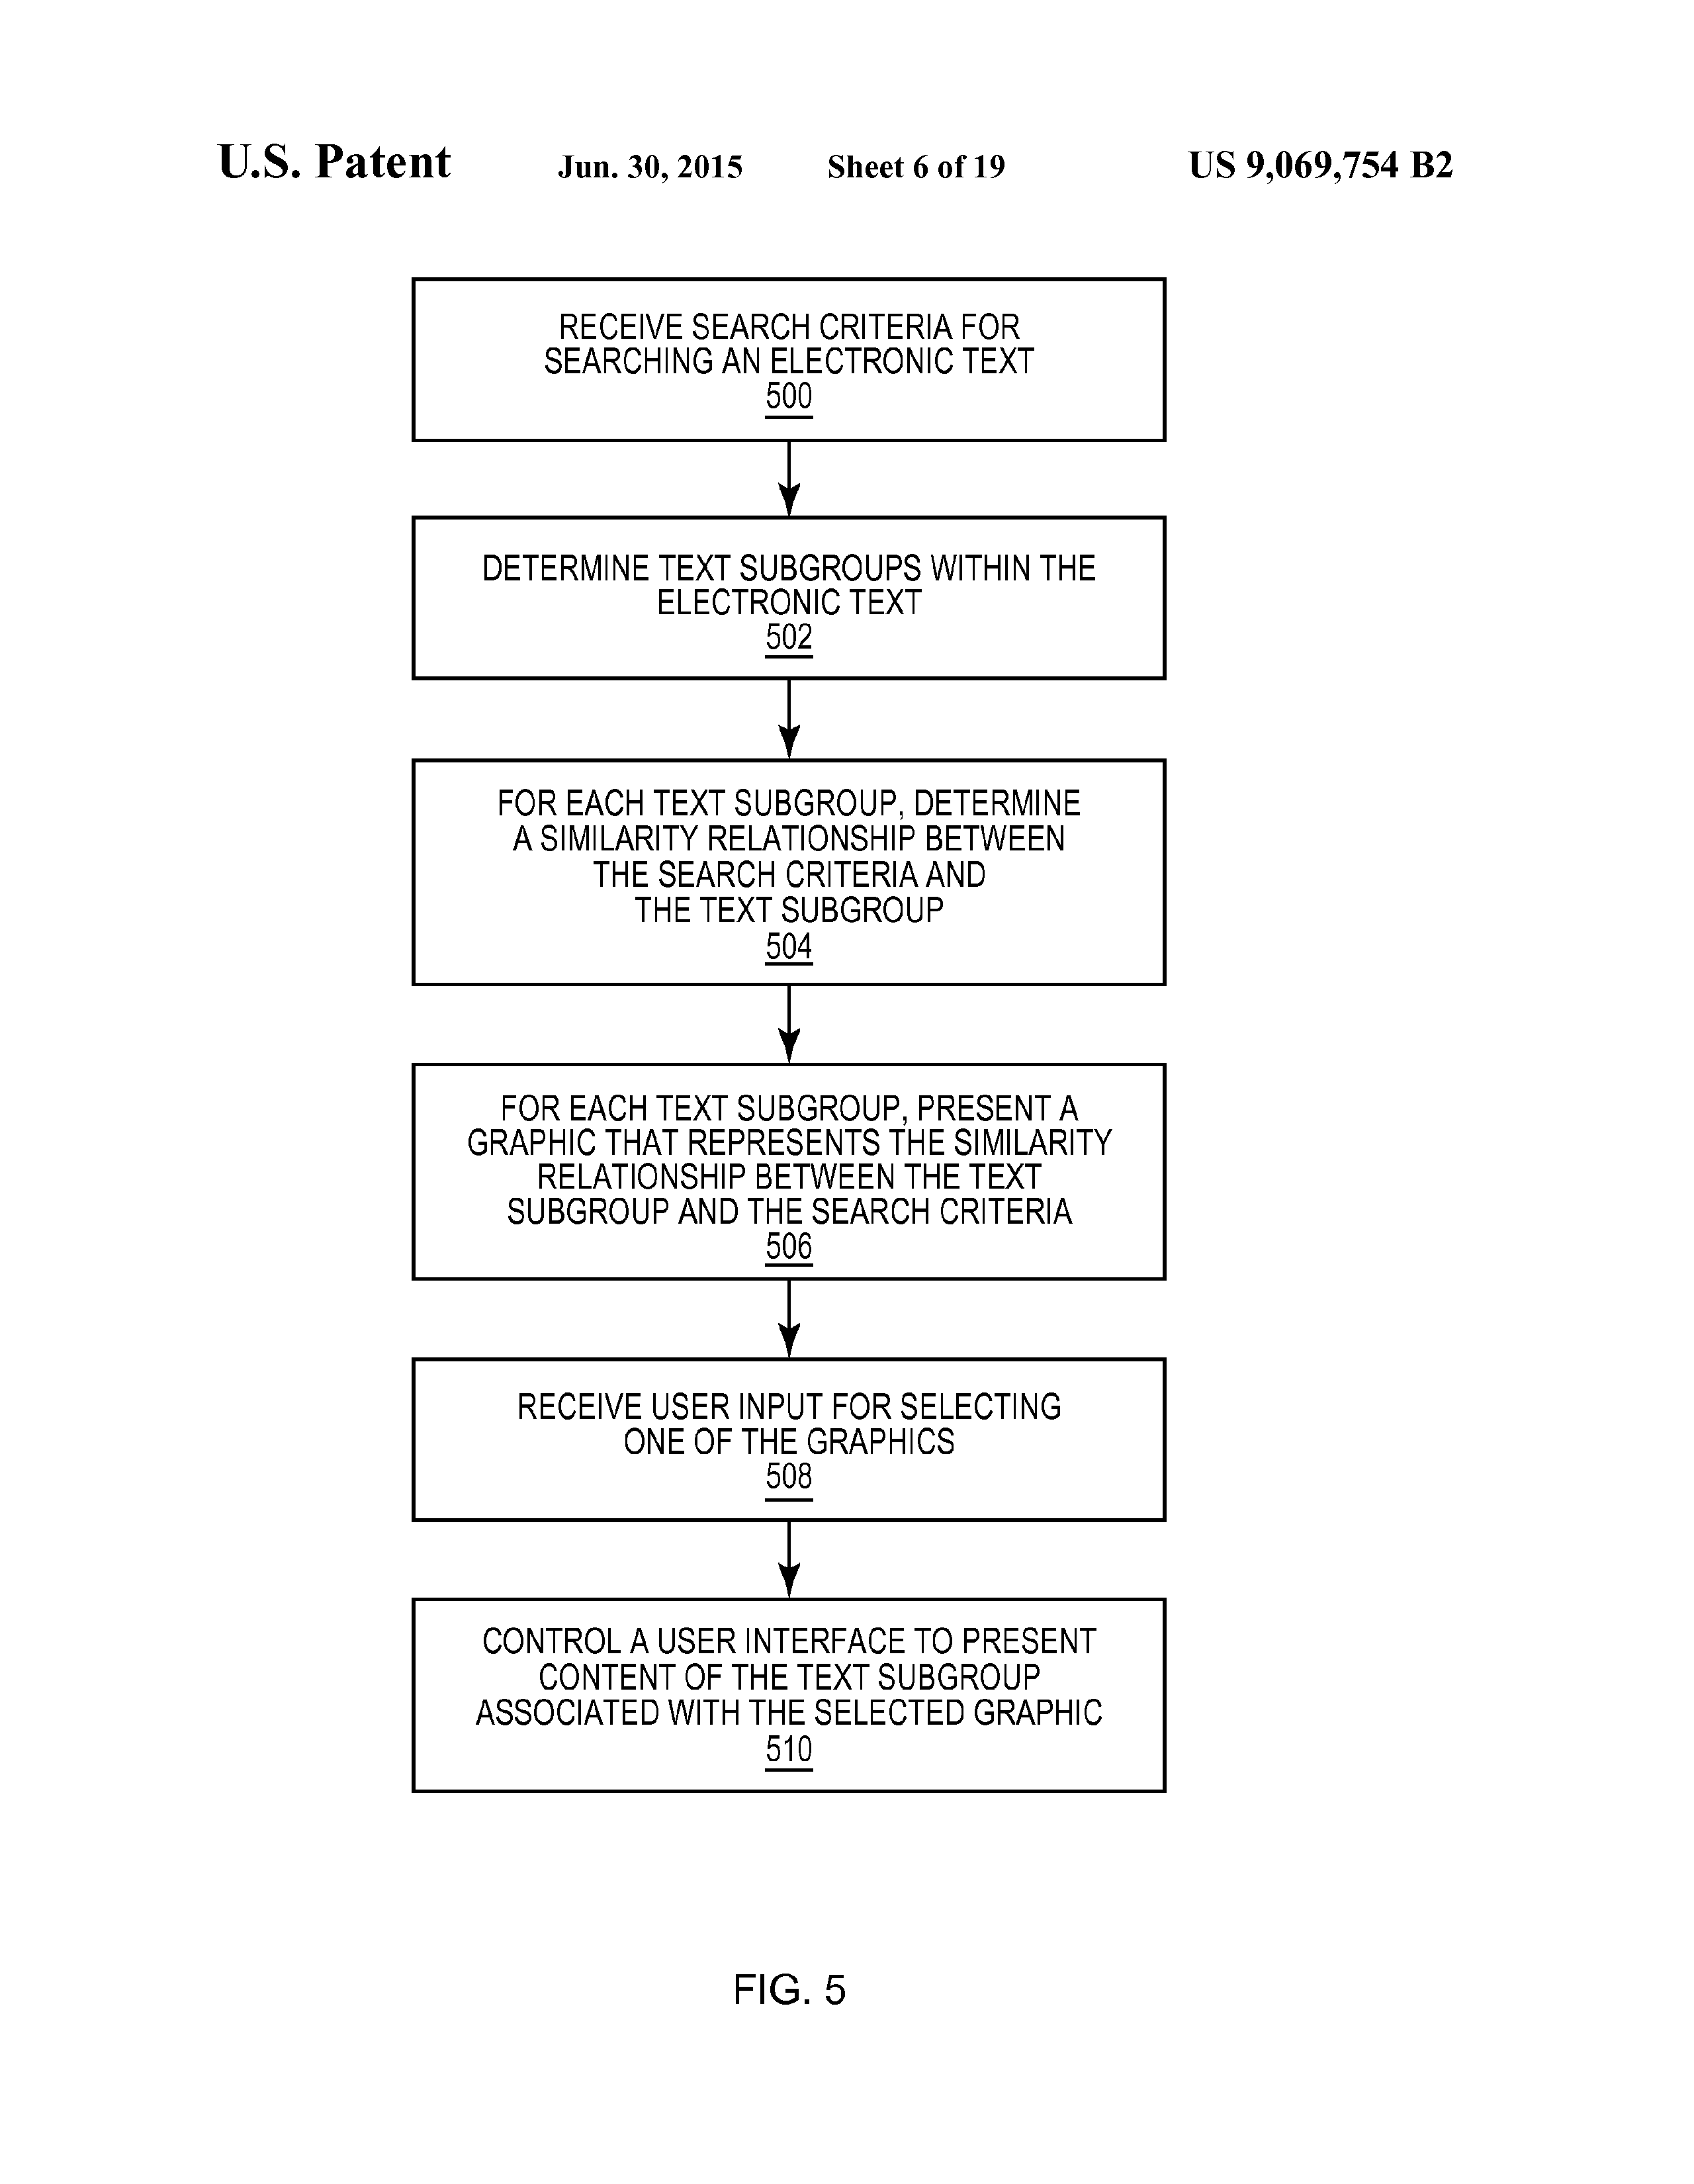 U.S. Patent Jun. 30, 2015 Sheet 6 of 19 US 9,069,754 B2
RECEIVE SEARCH CRITERIA FOR
SEARCHING AN ELECTRONIC TEXT
500
DETERMINE TEXT SUBGROUPS WITHIN THE
ELECTRONIC TEXT
502
FOR EACH TEXT SUBGROUP, DETERMINE
A SIMILARITY RELATIONSHIP BETWEEN
THE SEARCH CRITERIA AND
THE TEXT SUBGROUP
504
FOR EACH TEXT SUBGROUP, PRESENT A
GRAPHIC THAT REPRESENTS THE SIMILARITY
RELATIONSHIP BETWEEN THE TEXT
SUBGROUP AND THE SEARCH CRITERIA
506
RECEIVE USER INPUT FOR SELECTING
ONE OF THE GRAPHICS
508
CONTROL A USER INTERFACE TO PRESENT
CONTENT OF THE TEXT SUBGROUP
ASSOCIATED WITH THE SELECTED GRAPHIC
510
FIG. 5